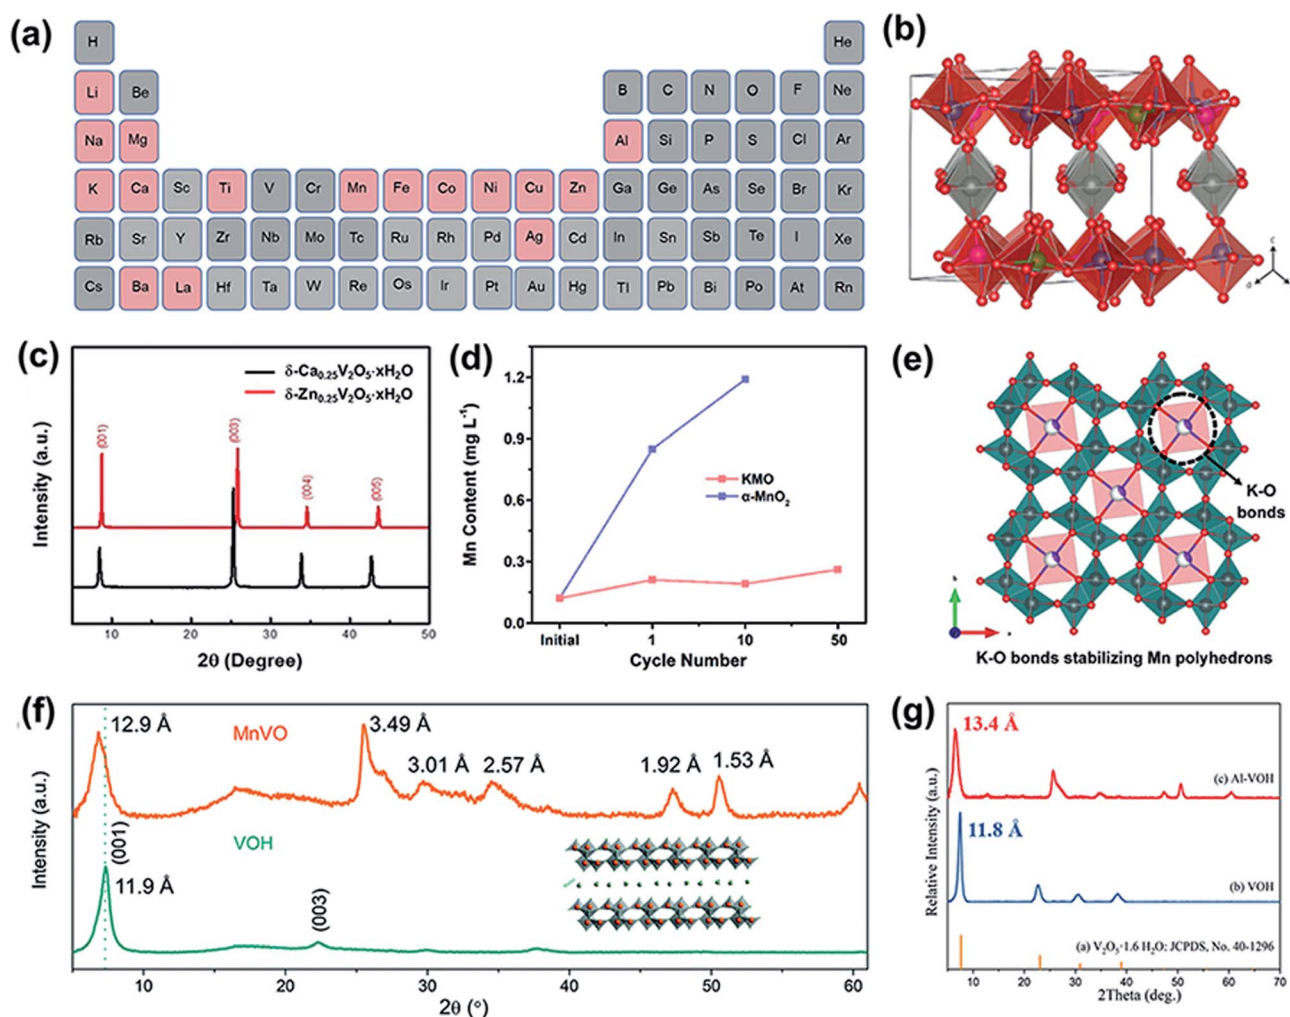 (a)
H He
Li Be B C N O F Ne
Na Mg Al Si P S Cl Ar
K Ca Sc Ti V Cr Mn Fe Co Ni Cu Zn Ga Ge As Se Br Kr
Rb Sr Y Zr Nb Mo Tc Ru Rh Pd Ag Cd In Sn Sb Te I Xe
Cs Ba La Hf Ta W Re Os Ir Pt Au Hg Tl Pb Bi Po At Rn
(b)
c
(c)
Intensity (a.u.)
δ-Ca₀.₂₅V₂O₅·xH₂O
δ-Zn₀.₂₅V₂O₅·xH₂O
(001)
(003)
(004)
(005)
10 20 30 40 50
2θ (Degree)
(d)
Mn Content (mg L⁻¹)
1.2
0.9
0.6
0.3
0.0
KMO
α-MnO₂
Initial 1 10 50
Cycle Number
(e)
K-O
bonds
K-O bonds stabilizing Mn polyhedrons
(f)
Intensity (a.u.)
12.9 Å
MnVO
3.49 Å
3.01 Å
2.57 Å
1.92 Å
1.53 Å
VOH
(001)
11.9 Å
(003)
10 20 30 40 50 60
2θ (°)
(g)
Relative Intensity (a.u.)
13.4 Å
(c) Al-VOH
11.8 Å
(b) VOH
(a) V₂O₅·1.6 H₂O: JCPDS, No. 40-1296
10 20 30 40 50 60 70
2Theta (deg.)